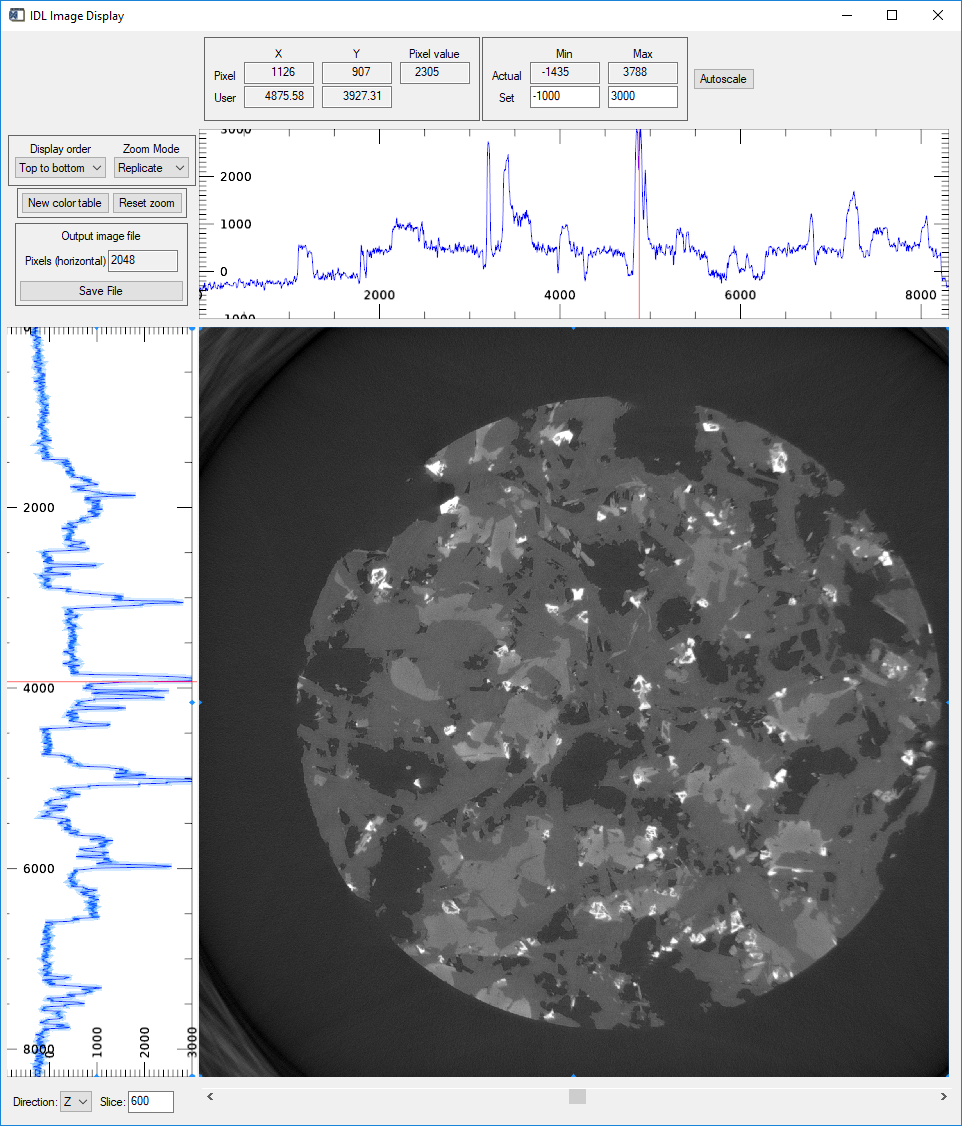 IDL Image Display
X Y Pixel value
Pixel 1126 907 2305
User 4875.58 3927.31
Min Max
Actual -1435 3788
Set -1000 3000
Autoscale
Display order Zoom Mode
Top to bottom Replicate
New color table Reset zoom
Output image file
Pixels (horizontal) 2048
Save File
3000
2000
1000
0
2000 4000 6000 8000
-1000
0
2000
4000
6000
8000
0 1000 2000 3000
Direction: Z Slice: 600